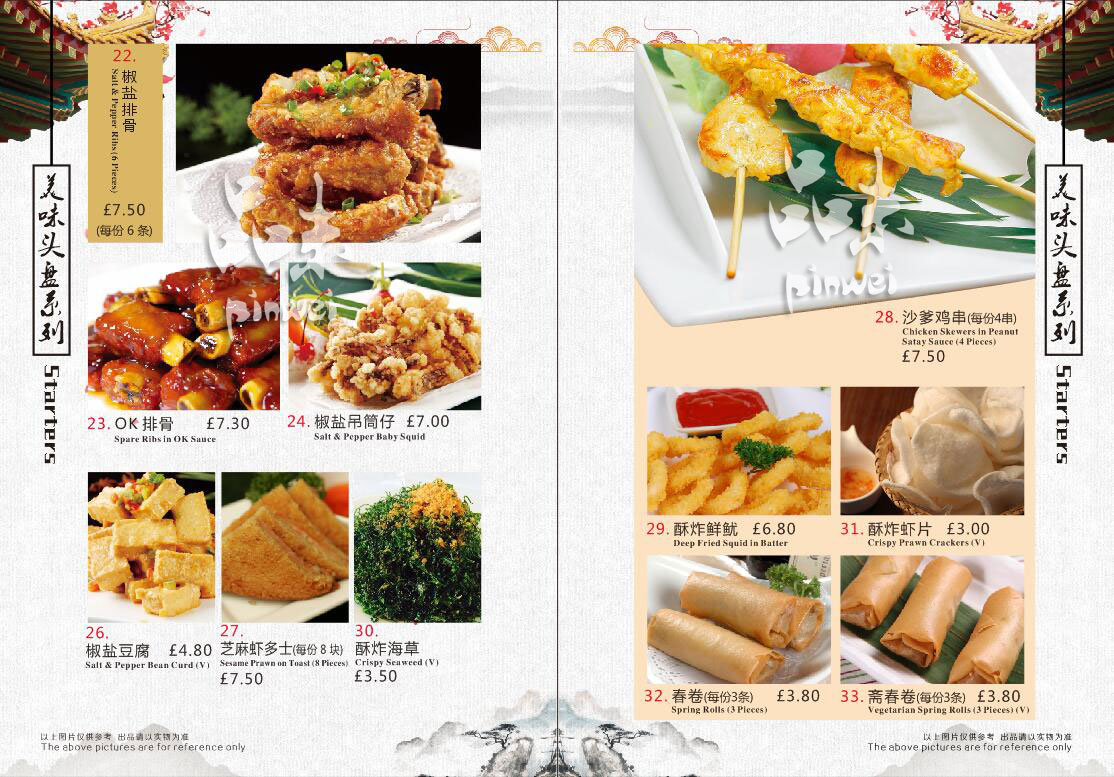 22.
椒盐排骨
Salt & Pepper Ribs (6 Pieces)
£7.50
(每份 6 条)
美味头盘系列
Starters
品味
pinwei
23. OK 排骨 £7.30
Spare Ribs in OK Sauce
24. 椒盐吊筒仔 £7.00
Salt & Pepper Baby Squid
26.
椒盐豆腐 £4.80
Salt & Pepper Bean Curd (V)
27.
芝麻虾多士(每份 8 块)
Sesame Prawn on Toast (8 Pieces)
£7.50
30.
酥炸海草
Crispy Seaweed (V)
£3.50
以上图片仅供参考 出品请以实物为准
The above pictures are for reference only
品味
pinwei
28. 沙爹鸡串(每份4串)
Chicken Skewers in Peanut
Satay Sauce (4 Pieces)
£7.50
29. 酥炸鲜鱿 £6.80
Deep Fried Squid in Batter
31. 酥炸虾片 £3.00
Crispy Prawn Crackers (V)
32. 春卷(每份3条) £3.80
Spring Rolls (3 Pieces)
33. 斋春卷(每份3条) £3.80
Vegetarian Spring Rolls (3 Pieces) (V)
美味头盘系列
Starters
以上图片仅供参考 出品请以实物为准
The above pictures are for reference only